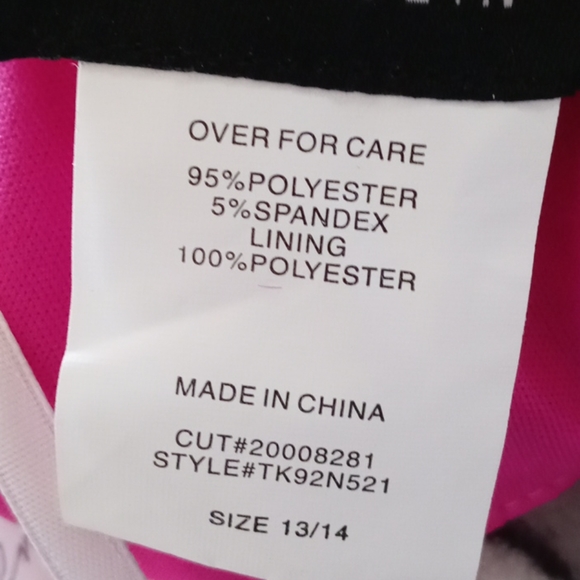 OVER FOR CARE
95%POLYESTER
5%SPANDEX
LINING
100%POLYESTER
MADE IN CHINA
CUT#20008281
STYLE#TK92N521
SIZE 13/14